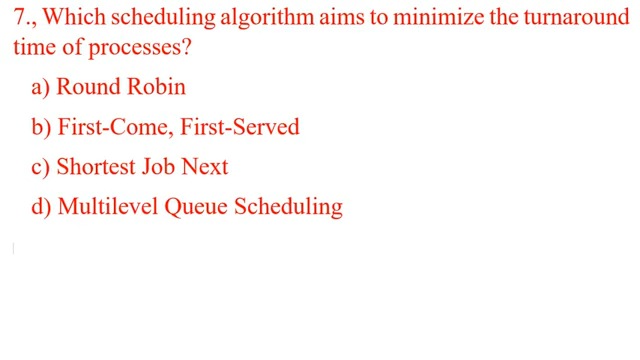 7., Which scheduling algorithm aims to minimize the turnaround
time of processes?
a) Round Robin
b) First-Come, First-Served
c) Shortest Job Next
d) Multilevel Queue Scheduling